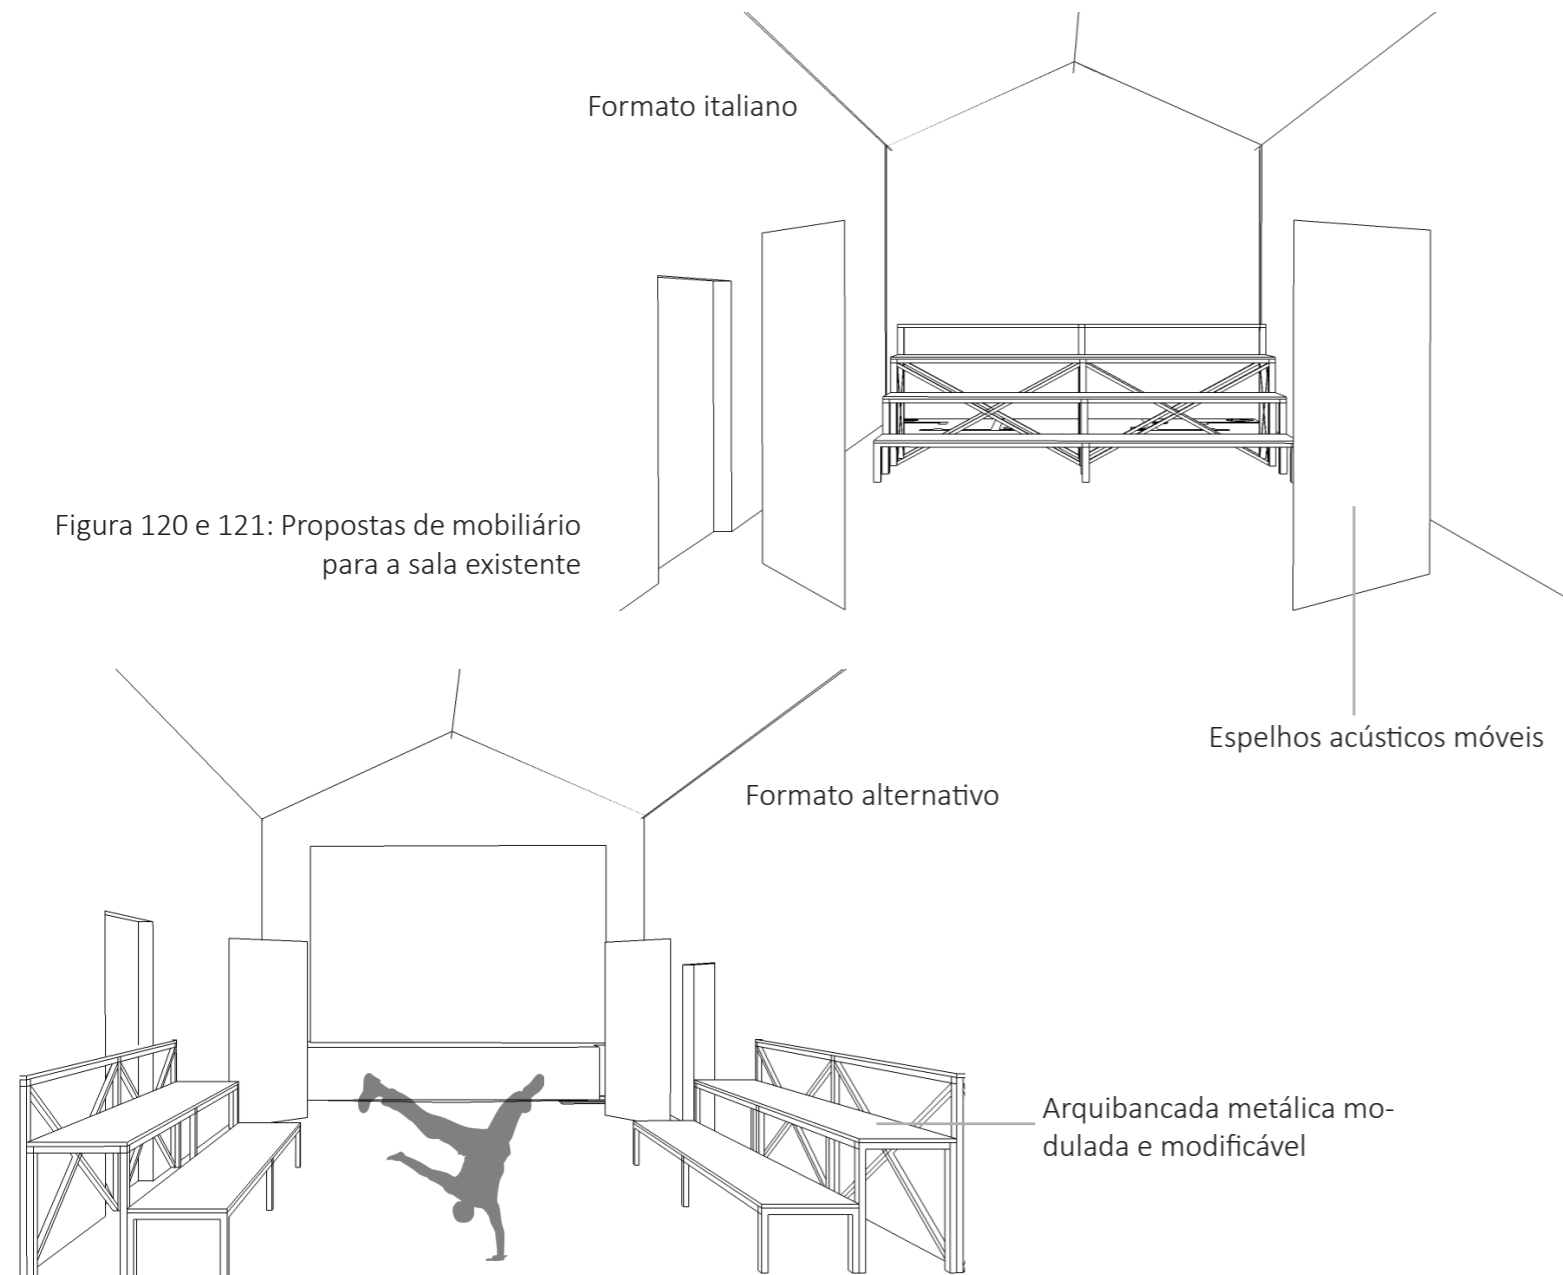 Formato italiano
Figura 120 e 121: Propostas de mobiliário
para a sala existente
Espelhos acústicos móveis
Formato alternativo
Arquibancada metálica mo-
dulada e modificável